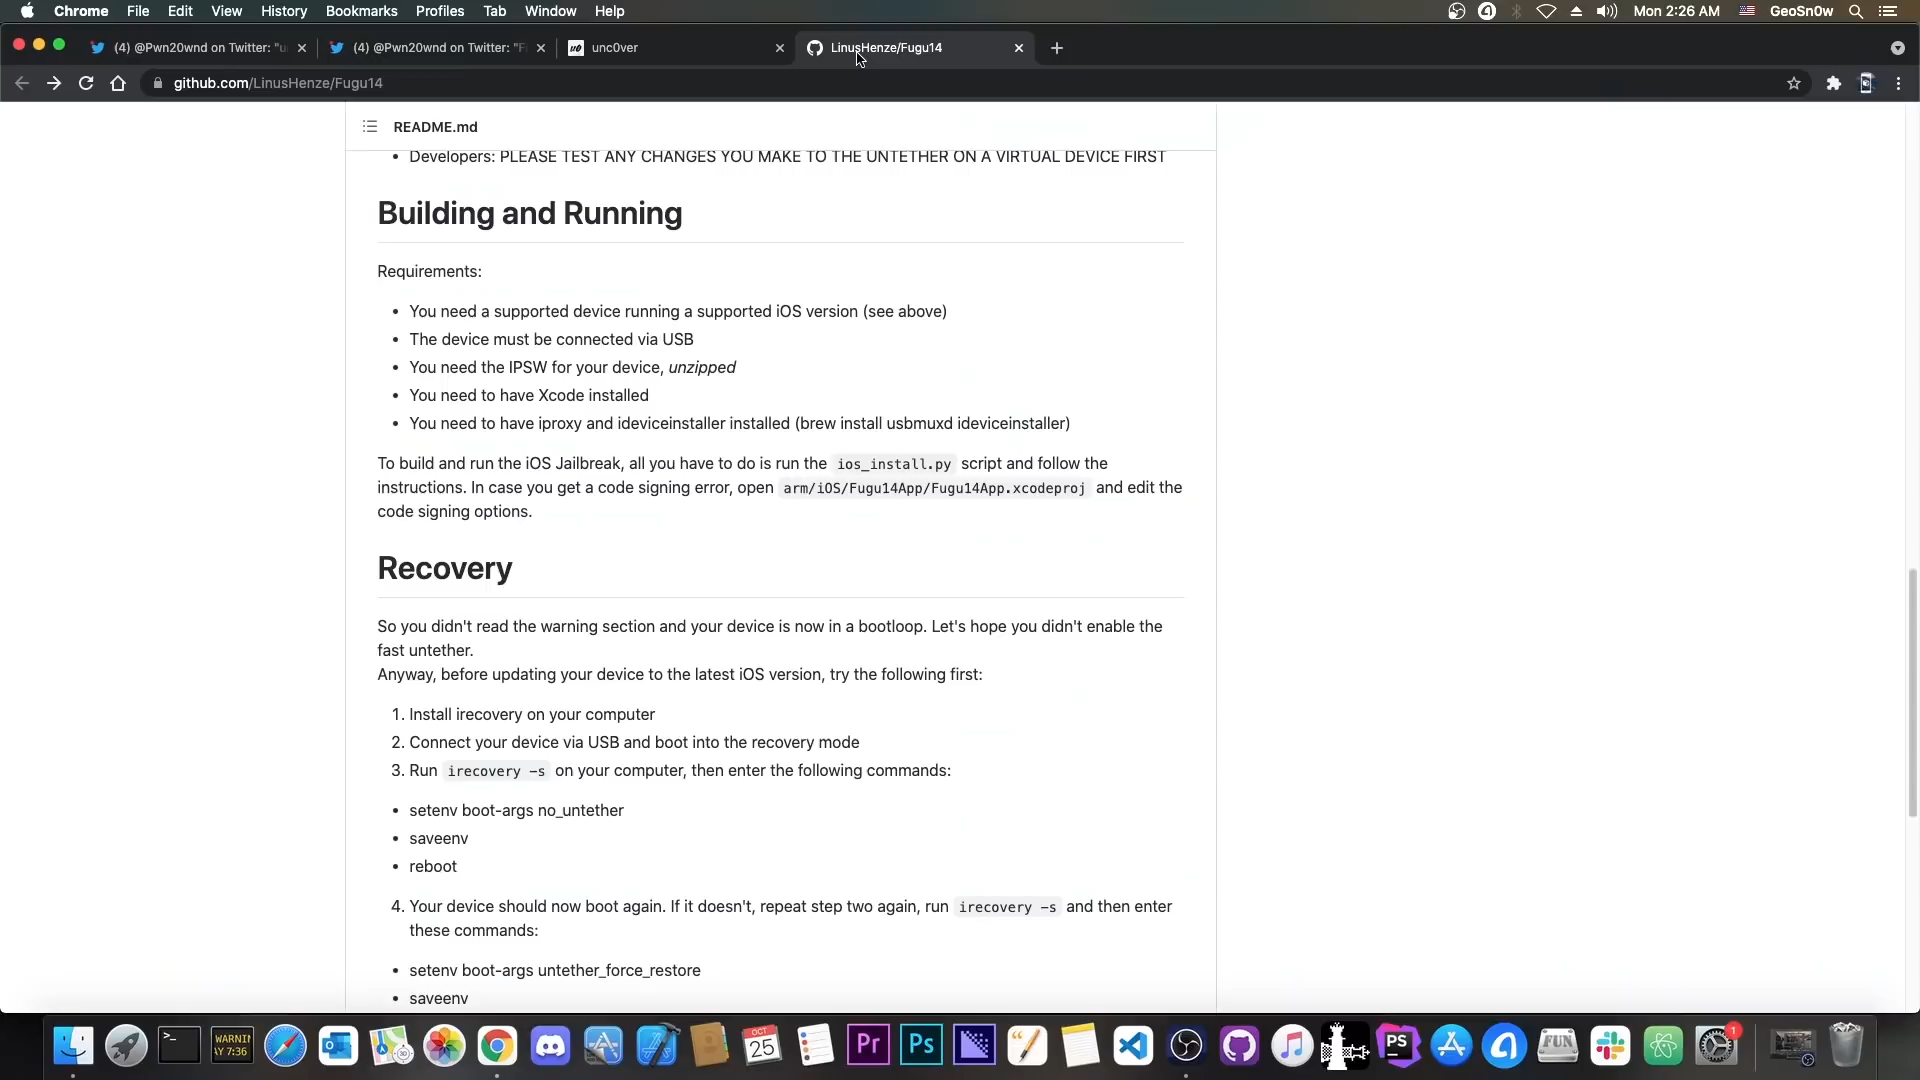 Chrome File Edit View History Bookmarks Profiles Tab Window Help Mon 2:26 AM GeoSn0w
(4) @Pwn20wnd on Twitter: "u
(4) @Pwn20wnd on Twitter: "F
unc0ver
LinusHenze/Fugu14
github.com/LinusHenze/Fugu14
README.md
Developers: PLEASE TEST ANY CHANGES YOU MAKE TO THE UNTETHER ON A VIRTUAL DEVICE FIRST
Building and Running
Requirements:
• You need a supported device running a supported iOS version (see above)
• The device must be connected via USB
• You need the IPSW for your device, unzipped
• You need to have Xcode installed
• You need to have iproxy and ideviceinstaller installed (brew install usbmuxd ideviceinstaller)
To build and run the iOS Jailbreak, all you have to do is run the ios_install.py script and follow the
instructions. In case you get a code signing error, open arm/iOS/Fugu14App/Fugu14App.xcodeproj and edit the
code signing options.
Recovery
So you didn't read the warning section and your device is now in a bootloop. Let's hope you didn't enable the
fast untether.
Anyway, before updating your device to the latest iOS version, try the following first:
1. Install irecovery on your computer
2. Connect your device via USB and boot into the recovery mode
3. Run irecovery -s on your computer, then enter the following commands:
• setenv boot-args no_untether
• saveenv
• reboot
4. Your device should now boot again. If it doesn't, repeat step two again, run irecovery -s and then enter
these commands:
• setenv boot-args untether_force_restore
• saveenv
WARNIN
AY 7:36
OCT
25
Pr
Ps
PS
FUN
1